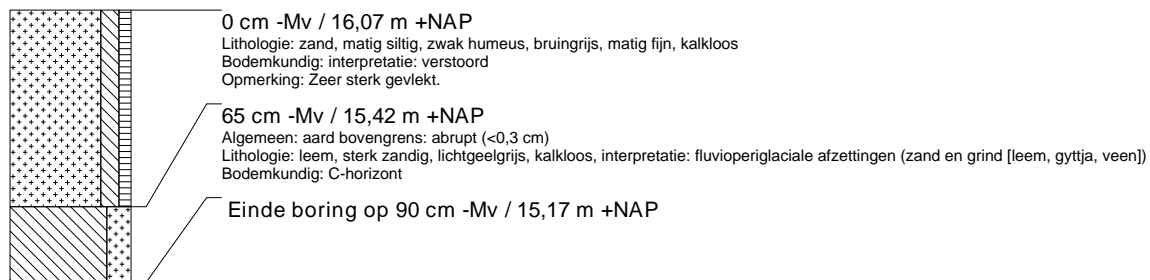 0 cm -Mv / 16,07 m +NAP
Lithologie: zand, matig siltig, zwak humeus, bruingrijs, matig fijn, kalkloos
Bodemkundig: interpretatie: verstoord
Opmerking: Zeer sterk gevlekt.
65 cm -Mv / 15,42 m +NAP
Algemeen: aard bovengrens: abrupt (<0,3 cm)
Lithologie: leem, sterk zandig, lichtgeelgrijs, kalkloos, interpretatie: fluvioperiglaciale afzettingen (zand en grind [leem, gyttja, veen])
Bodemkundig: C-horizont
Einde boring op 90 cm -Mv / 15,17 m +NAP